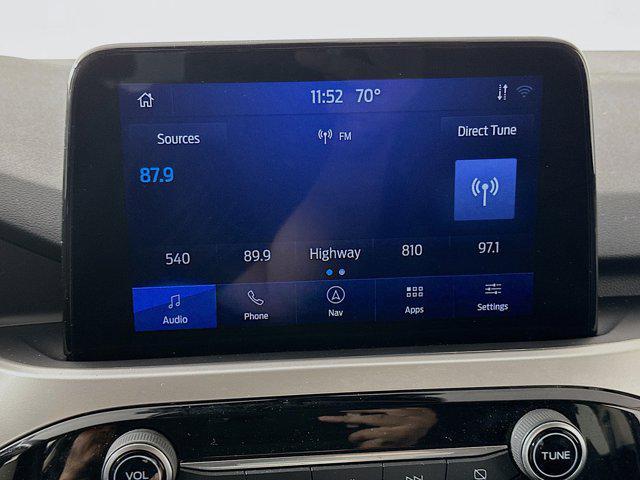 11:52 70°
Sources FM Direct Tune
87.9
540 89.9 Highway 810 97.1
Audio Phone Nav Apps Settings
VOL TUNE